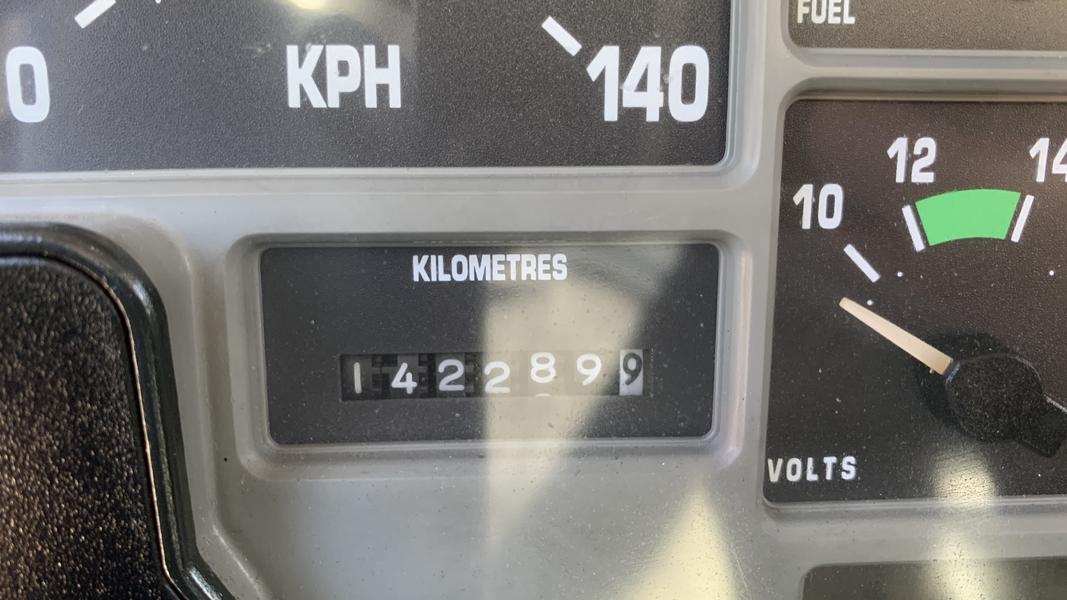 0 KPH 140
FUEL
10 12 14
KILOMETRES
1422899
VOLTS